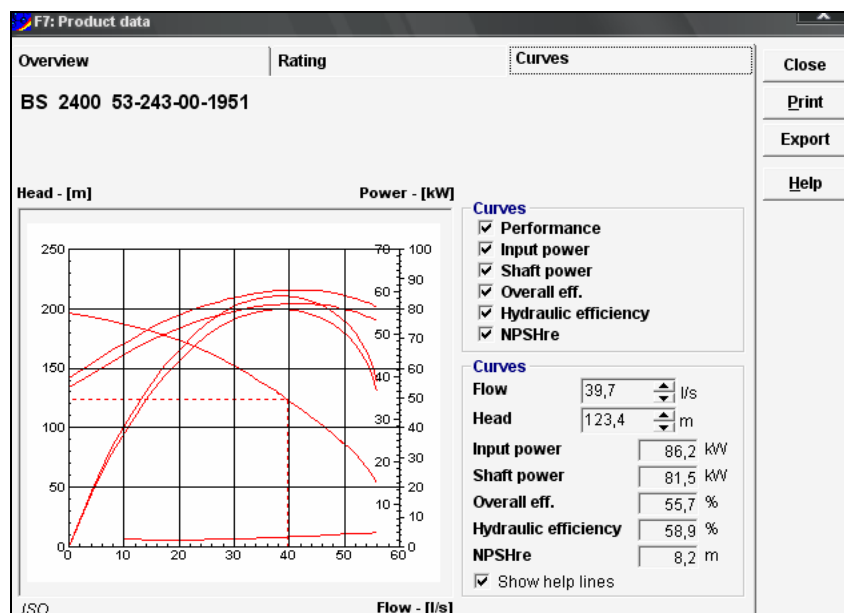 F7: Product data
Overview Rating Curves
Close
BS 2400 53-243-00-1951
Print
Export
Help
Head - [m] Power - [kW]
Curves
Performance
Input power
Shaft power
Overall eff.
Hydraulic efficiency
NPSHre
250 70 100
90
60
200 80
50 70
150 60
40 50
30
100 40
20 30
50 20
10
10
0 0
0 10 20 30 40 50 60
Curves
Flow 39,7 l/s
Head 123,4 m
Input power 86,2 kW
Shaft power 81,5 kW
Overall eff. 55,7 %
Hydraulic efficiency 58,9 %
NPSHre 8,2 m
Show help lines
ISO Flow - [l/s]